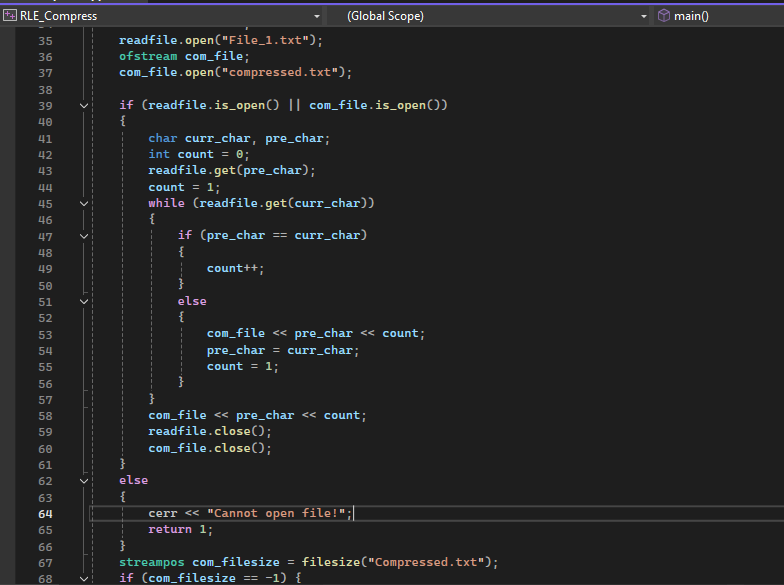 RLE_Compress (Global Scope) main()
35 readfile.open("File_1.txt");
36 ofstream com_file;
37 com_file.open("compressed.txt");
38
39 if (readfile.is_open() || com_file.is_open())
40 {
41 char curr_char, pre_char;
42 int count = 0;
43 readfile.get(pre_char);
44 count = 1;
45 while (readfile.get(curr_char))
46 {
47 if (pre_char == curr_char)
48 {
49 count++;
50 }
51 else
52 {
53 com_file << pre_char << count;
54 pre_char = curr_char;
55 count = 1;
56 }
57 }
58 com_file << pre_char << count;
59 readfile.close();
60 com_file.close();
61 }
62 else
63 {
64 cerr << "Cannot open file!";
65 return 1;
66 }
67 streampos com_filesize = filesize("Compressed.txt");
68 if (com_filesize == -1) {